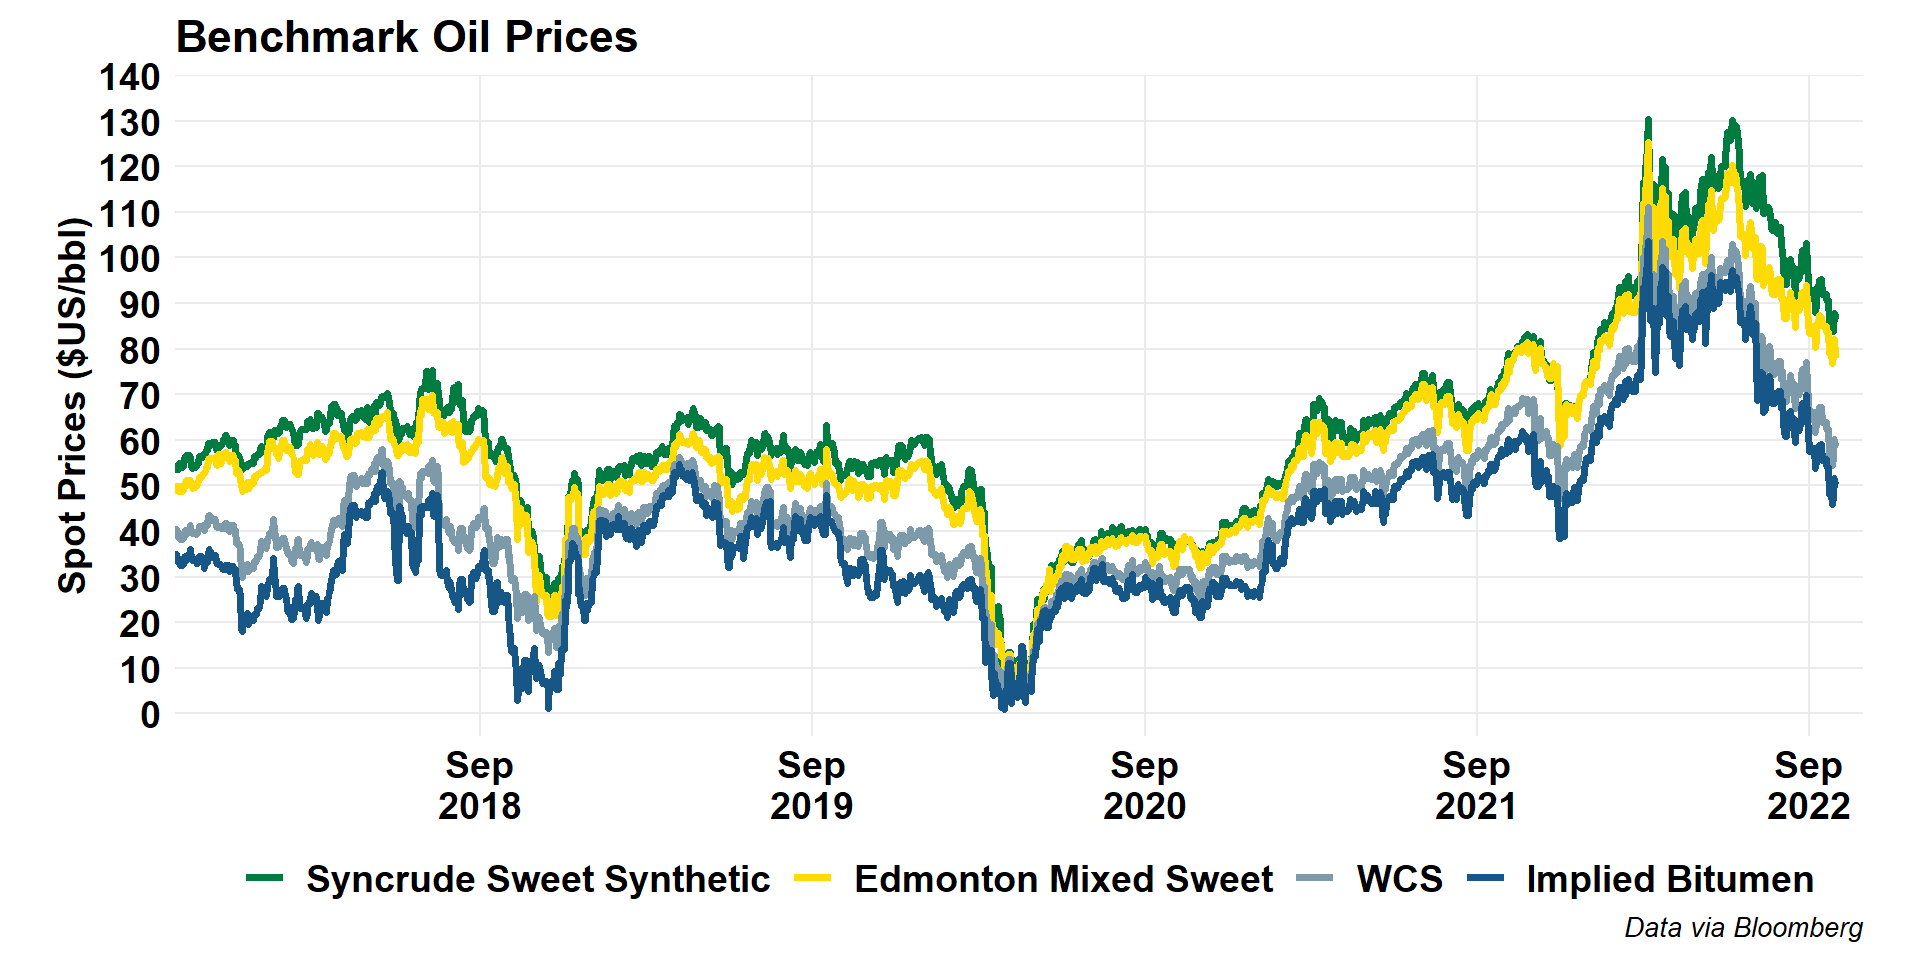 Benchmark Oil Prices
Spot Prices ($US/bbl)
140
130
120
110
100
90
80
70
60
50
40
30
20
10
0
Sep Sep Sep Sep Sep
2018 2019 2020 2021 2022
Syncrude Sweet Synthetic Edmonton Mixed Sweet WCS Implied Bitumen
Data via Bloomberg